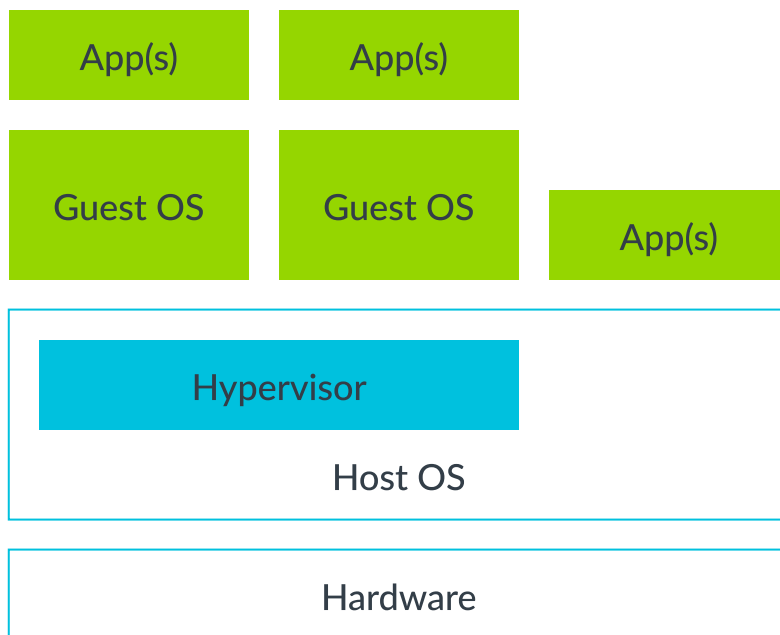 App(s)
App(s)
Guest OS
Guest OS
App(s)
Hypervisor
Host OS
Hardware